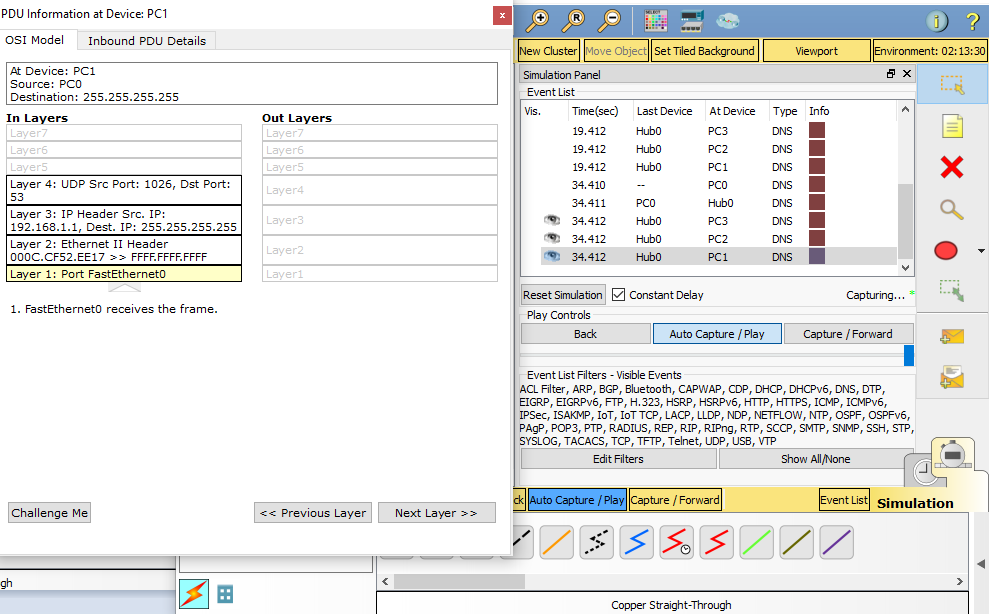 PDU Information at Device: PC1
x
OSI Model
Inbound PDU Details
At Device: PC1
Source: PC0
Destination: 255.255.255.255
In Layers
Out Layers
Layer7
Layer6
Layer5
Layer 4: UDP Src Port: 1026, Dst Port:
53
Layer 3: IP Header Src. IP:
192.168.1.1, Dest. IP: 255.255.255.255
Layer 2: Ethernet II Header
000C.CF52.EE17 >> FFFF.FFFF.FFFF
Layer 1: Port FastEthernet0
Layer7
Layer6
Layer5
Layer4
Layer3
Layer2
Layer1
1. FastEthernet0 receives the frame.
Challenge Me
<< Previous Layer
Next Layer >>
gh
R
SELECT
i
?
New Cluster
Move Object
Set Tiled Background
Viewport
Environment: 02:13:30
Simulation Panel
Event List
Vis. Time(sec) Last Device At Device Type Info
19.412 Hub0 PC3 DNS
19.412 Hub0 PC2 DNS
19.412 Hub0 PC1 DNS
34.410 -- PC0 DNS
34.411 PC0 Hub0 DNS
34.412 Hub0 PC3 DNS
34.412 Hub0 PC2 DNS
34.412 Hub0 PC1 DNS
Reset Simulation
Constant Delay
Capturing... *
Play Controls
Back
Auto Capture / Play
Capture / Forward
Event List Filters - Visible Events
ACL Filter, ARP, BGP, Bluetooth, CAPWAP, CDP, DHCP, DHCPv6, DNS, DTP,
EIGRP, EIGRPv6, FTP, H.323, HSRP, HSRPv6, HTTP, HTTPS, ICMP, ICMPv6,
IPSec, ISAKMP, IoT, IoT TCP, LACP, LLDP, NDP, NETFLOW, NTP, OSPF, OSPFv6,
PAgP, POP3, PTP, RADIUS, REP, RIP, RIPng, RTP, SCCP, SMTP, SNMP, SSH, STP,
SYSLOG, TACACS, TCP, TFTP, Telnet, UDP, USB, VTP
Edit Filters
Show All/None
ck
Auto Capture / Play
Capture / Forward
Event List
Simulation
Copper Straight-Through